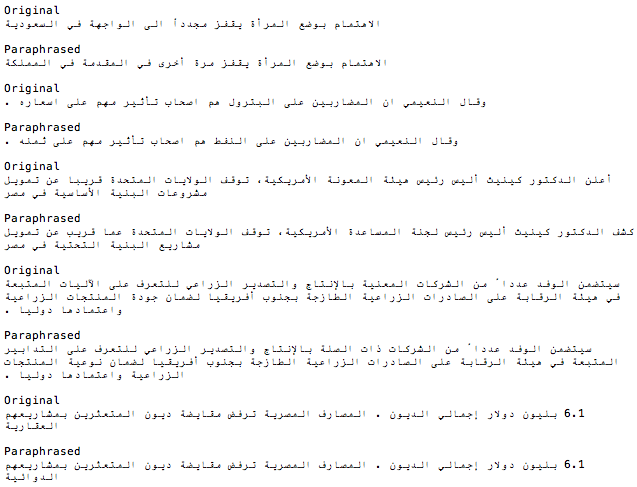 Original
الاهتمام بوضع المرأة يقفز مجدداً الى الواجهة في السعودية
Paraphrased
الاهتمام بوضع المرأة يقفز مرة أخرى في المقدمة في المملكة
Original
وقال النعيمي ان المضاربين على البترول هم اصحاب تأثير مهم على اسعاره .
Paraphrased
وقال النعيمي ان المضاربين على النفط هم اصحاب تأثير مهم على ثمنه .
Original
أعلن الدكتور كينيث أليس رئيس هيئة المعونة الأمريكية، توقف الولايات المتحدة قريبا عن تمويل
مشروعات البنية الأساسية في مصر
Paraphrased
كشف الدكتور كينيث أليس رئيس لجنة المساعدة الأمريكية، توقف الولايات المتحدة عما قريب عن تمويل
مشاريع البنية التحتية في مصر
Original
سيتضمن الوفد عدداً من الشركات المعنية بالإنتاج والتصدير الزراعي للتعرف على الآليات المتبعة
في هيئة الرقابة على الصادرات الزراعية الطازجة بجنوب أفريقيا لضمان جودة المنتجات الزراعية
واعتمادها دوليا .
Paraphrased
سيتضمن الوفد عدداً من الشركات ذات الصلة بالإنتاج والتصدير الزراعي للتعرف على التدابير
المتبعة في هيئة الرقابة على الصادرات الزراعية الطازجة بجنوب أفريقيا لضمان نوعية المنتجات
الزراعية واعتمادها دوليا .
Original
6.1 بليون دولار إجمالي الديون . المصارف المصرية ترفض مقايضة ديون المتعثرين بمشاريعهم
العقارية
Paraphrased
6.1 بليون دولار إجمالي الديون . المصارف المصرية ترفض مقايضة ديون المتعثرين بمشاريعهم
الدوائية